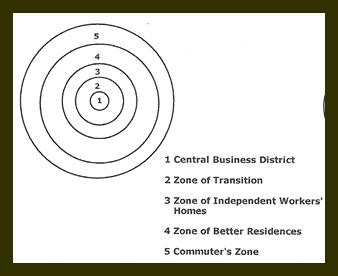 5
4
3
2
1
1 Central Business District
2 Zone of Transition
3 Zone of Independent Workers'
Homes
4 Zone of Better Residences
5 Commuter's Zone